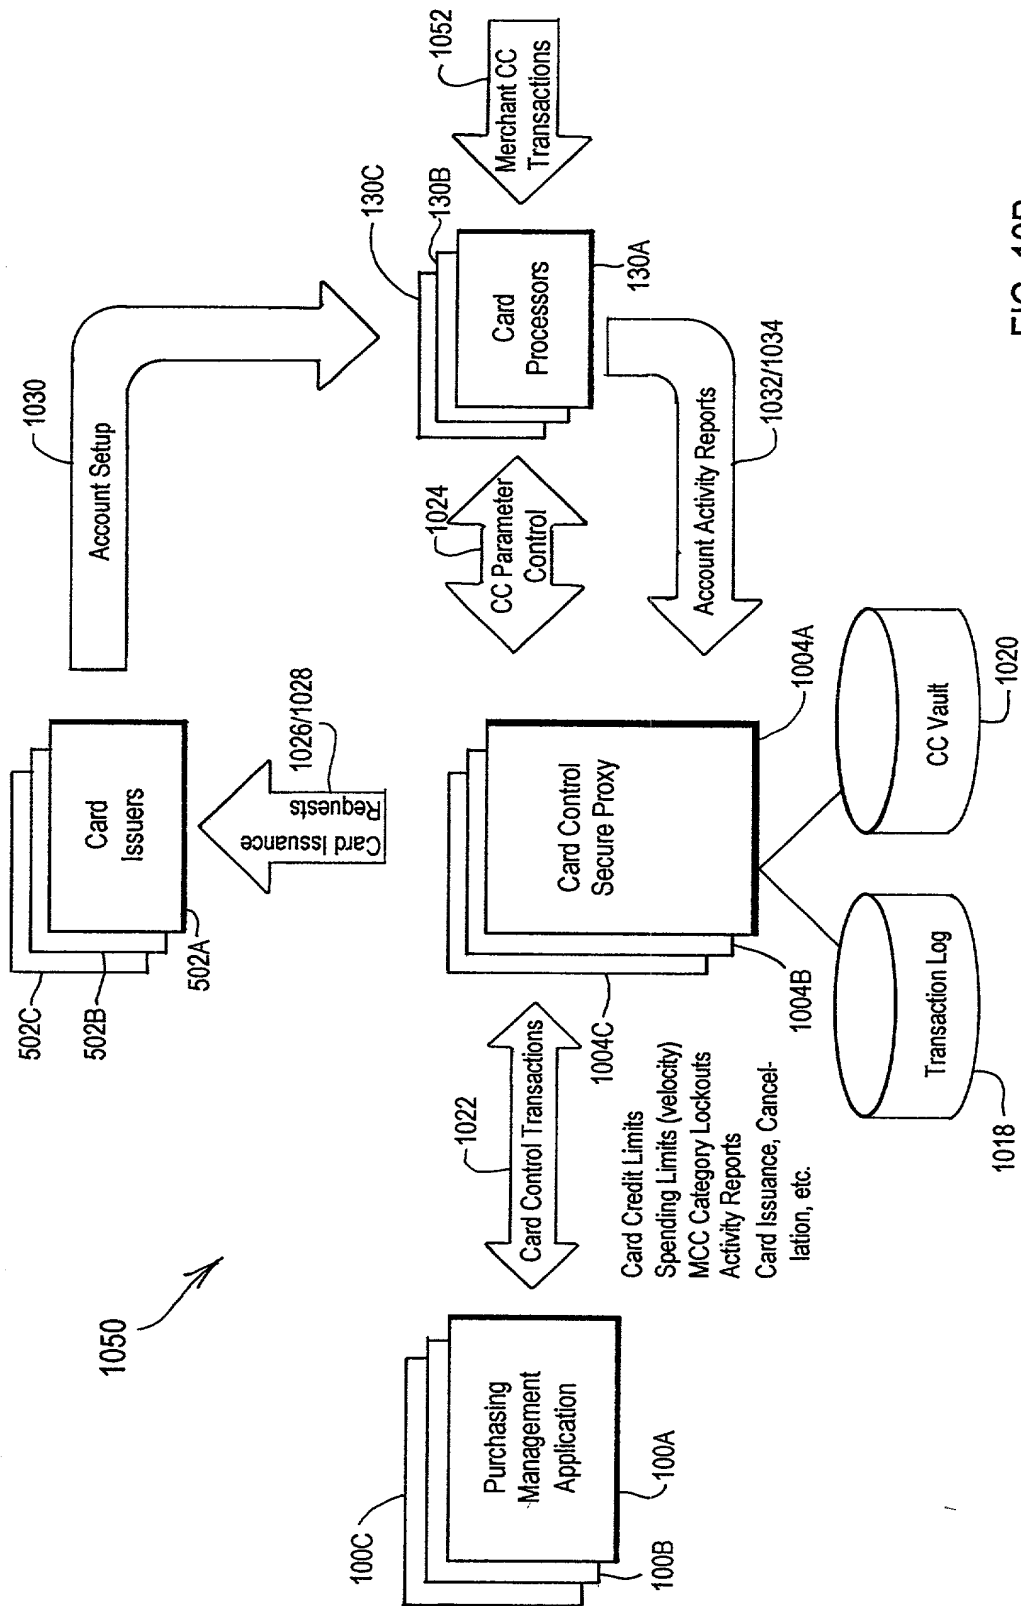 1050
502C
502B
502A
Card
Issuers
Card Issuance
Requests
1026/1028
Account Setup
1030
100C
100B
100A
Purchasing
Management
Application
1022
Card Control Transactions
Card Credit Limits
Spending Limits (velocity)
MCC Category Lockouts
Activity Reports
Card Issuance, Cancel-
lation, etc.
1004C
1004B
1004A
Card Control
Secure Proxy
1024
CC Parameter
Control
130C
130B
130A
Card
Processors
1052
Merchant CC
Transactions
Account Activity Reports
1032/1034
Transaction Log
1018
CC Vault
1020